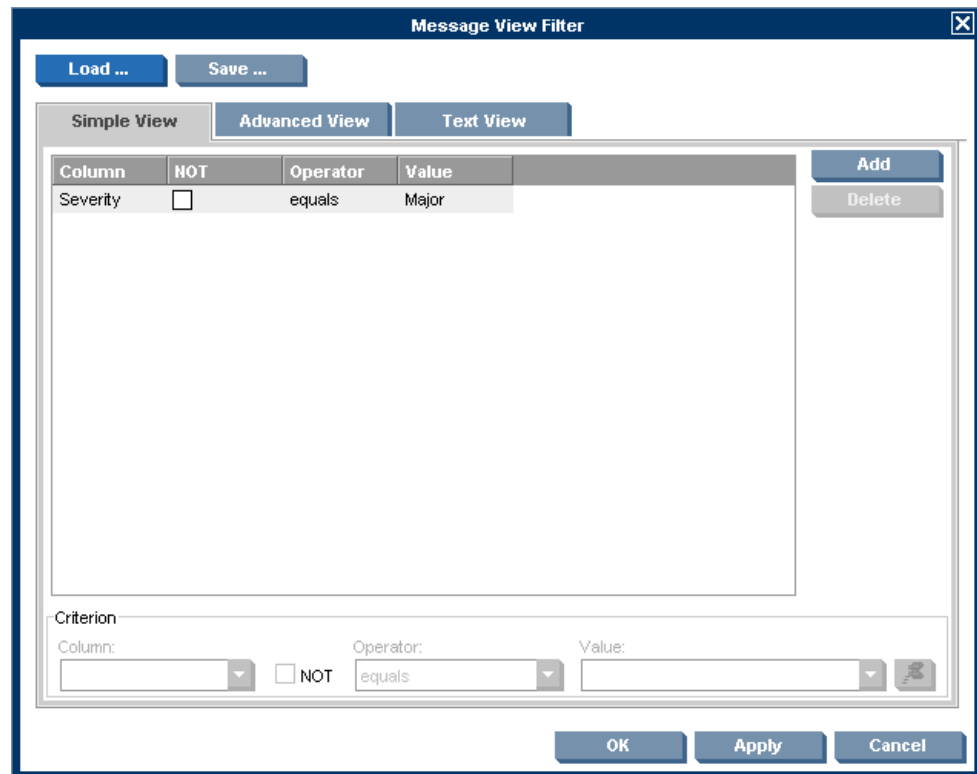 Message View Filter
Load ... Save ...
Simple View Advanced View Text View
Column NOT Operator Value
Add
Severity equals Major
Delete
Criterion
Column: Operator: Value:
NOT equals
OK Apply Cancel